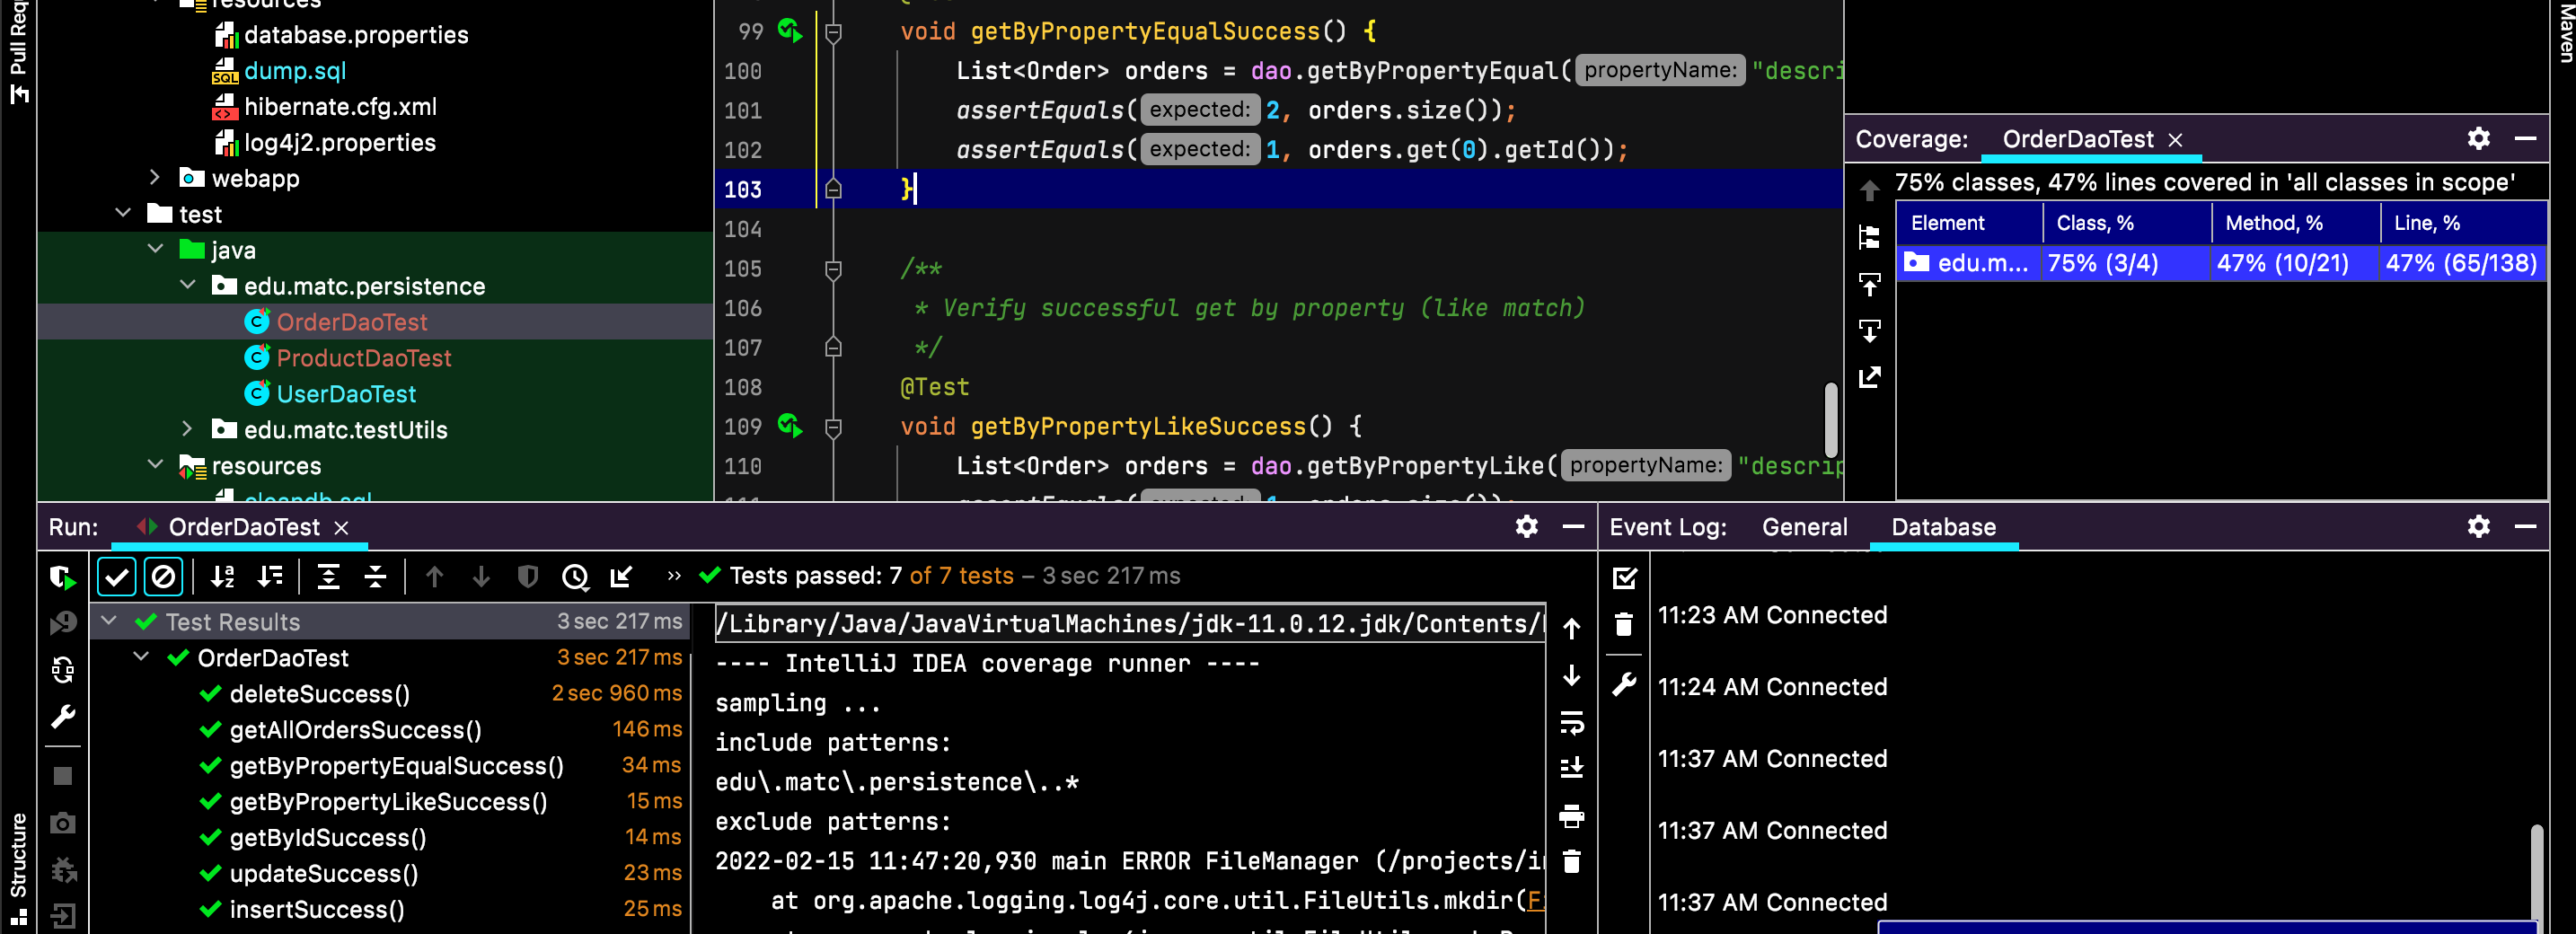 Pull Requ
resources
database.properties
dump.sql
hibernate.cfg.xml
log4j2.properties
webapp
test
java
edu.matc.persistence
OrderDaoTest
ProductDaoTest
UserDaoTest
edu.matc.testUtils
resources
cleandb.sql
99 void getByPropertyEqualSuccess() {
100 List<Order> orders = dao.getByPropertyEqual( propertyName: "descri
101 assertEquals( expected: 2, orders.size());
102 assertEquals( expected: 1, orders.get(0).getId());
103 }
104
105 /**
106 * Verify successful get by property (like match)
107 */
108 @Test
109 void getByPropertyLikeSuccess() {
110 List<Order> orders = dao.getByPropertyLike( propertyName: "descrip
111 assertEquals( expected: 1, orders.size());
Maven
Coverage: OrderDaoTest
75% classes, 47% lines covered in 'all classes in scope'
Element Class, % Method, % Line, %
edu.m... 75% (3/4) 47% (10/21) 47% (65/138)
Run: OrderDaoTest
Tests passed: 7 of 7 tests – 3 sec 217 ms
Test Results 3 sec 217 ms
OrderDaoTest 3 sec 217 ms
deleteSuccess() 2 sec 960 ms
getAllOrdersSuccess() 146 ms
getByPropertyEqualSuccess() 34 ms
getByPropertyLikeSuccess() 15 ms
getByIdSuccess() 14 ms
updateSuccess() 23 ms
insertSuccess() 25 ms
/Library/Java/JavaVirtualMachines/jdk-11.0.12.jdk/Contents/
---- IntelliJ IDEA coverage runner ----
sampling ...
include patterns:
edu\.matc\.persistence\..*
exclude patterns:
2022-02-15 11:47:20,930 main ERROR FileManager (/projects/i
at org.apache.logging.log4j.core.util.FileUtils.mkdir(F
Event Log: General Database
11:23 AM Connected
11:24 AM Connected
11:37 AM Connected
11:37 AM Connected
11:37 AM Connected
Structure